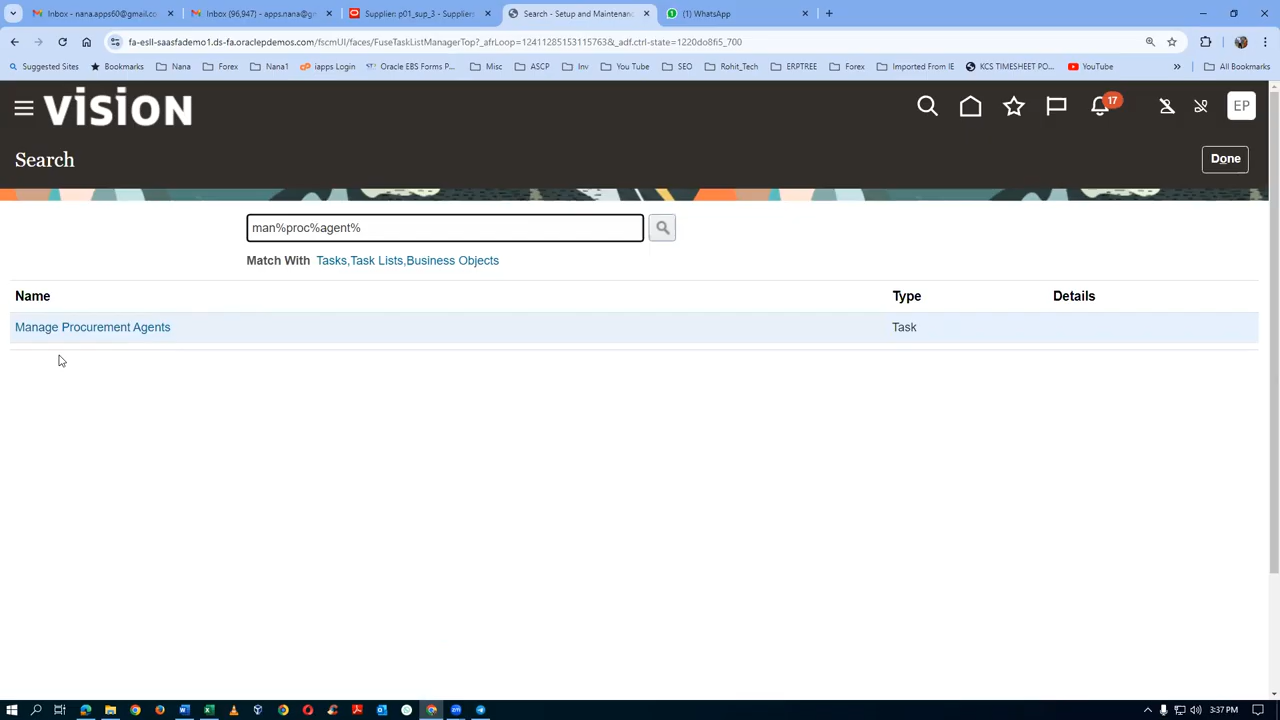 Inbox - nana.apps60@gmail.co
Inbox (96,947) - apps.nana@g
Supplier: p01_sup_3 - Suppliers
Search - Setup and Maintenanc
(1) WhatsApp
fa-esll-saasfademo1.ds-fa.oraclepdemos.com/fscmUI/faces/FuseTaskListManagerTop?_afrLoop=12411285153115763&_adf.ctrl-state=1220do8fi5_700
Suggested Sites Bookmarks Nana Forex Nana1 iapps Login Oracle EBS Forms P... Misc ASCP Inv You Tube SEO Rohit_Tech ERPTREE Forex Imported From IE KCS TIMESHEET PO... YouTube All Bookmarks
VISION
17
EP
Search
Done
man%proc%agent%
Match With Tasks,Task Lists,Business Objects
Name Type Details
Manage Procurement Agents Task
3:37 PM